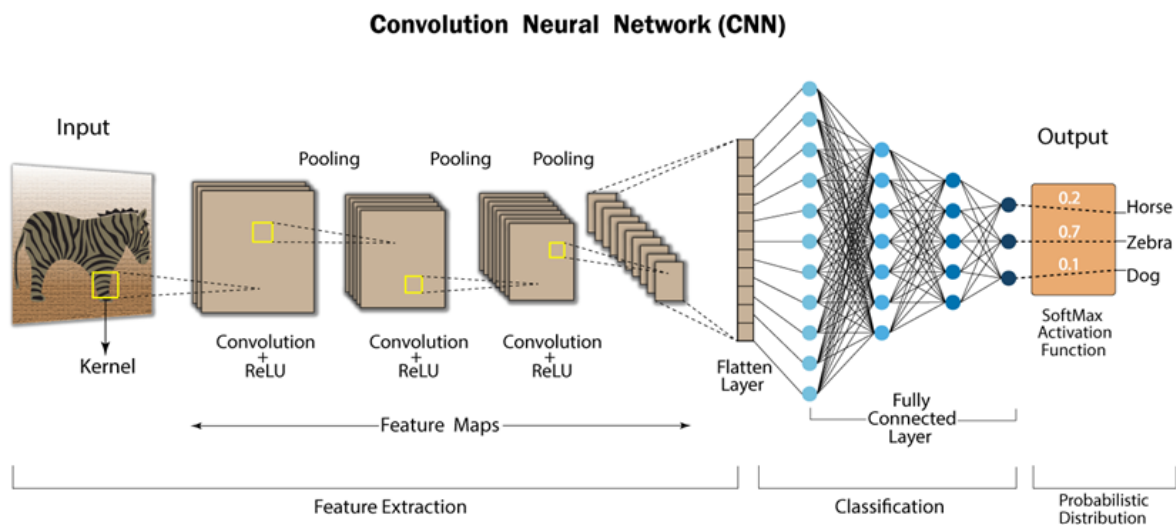 Convolution Neural Network (CNN)
Input
Output
Pooling
Pooling
Pooling
0.2
Horse
0.7
Zebra
0.1
Dog
Kernel
Convolution
+
ReLU
Convolution
+
ReLU
Convolution
+
ReLU
Flatten
Layer
SoftMax
Activation
Function
Feature Maps
Fully
Connected
Layer
Feature Extraction
Classification
Probabilistic
Distribution